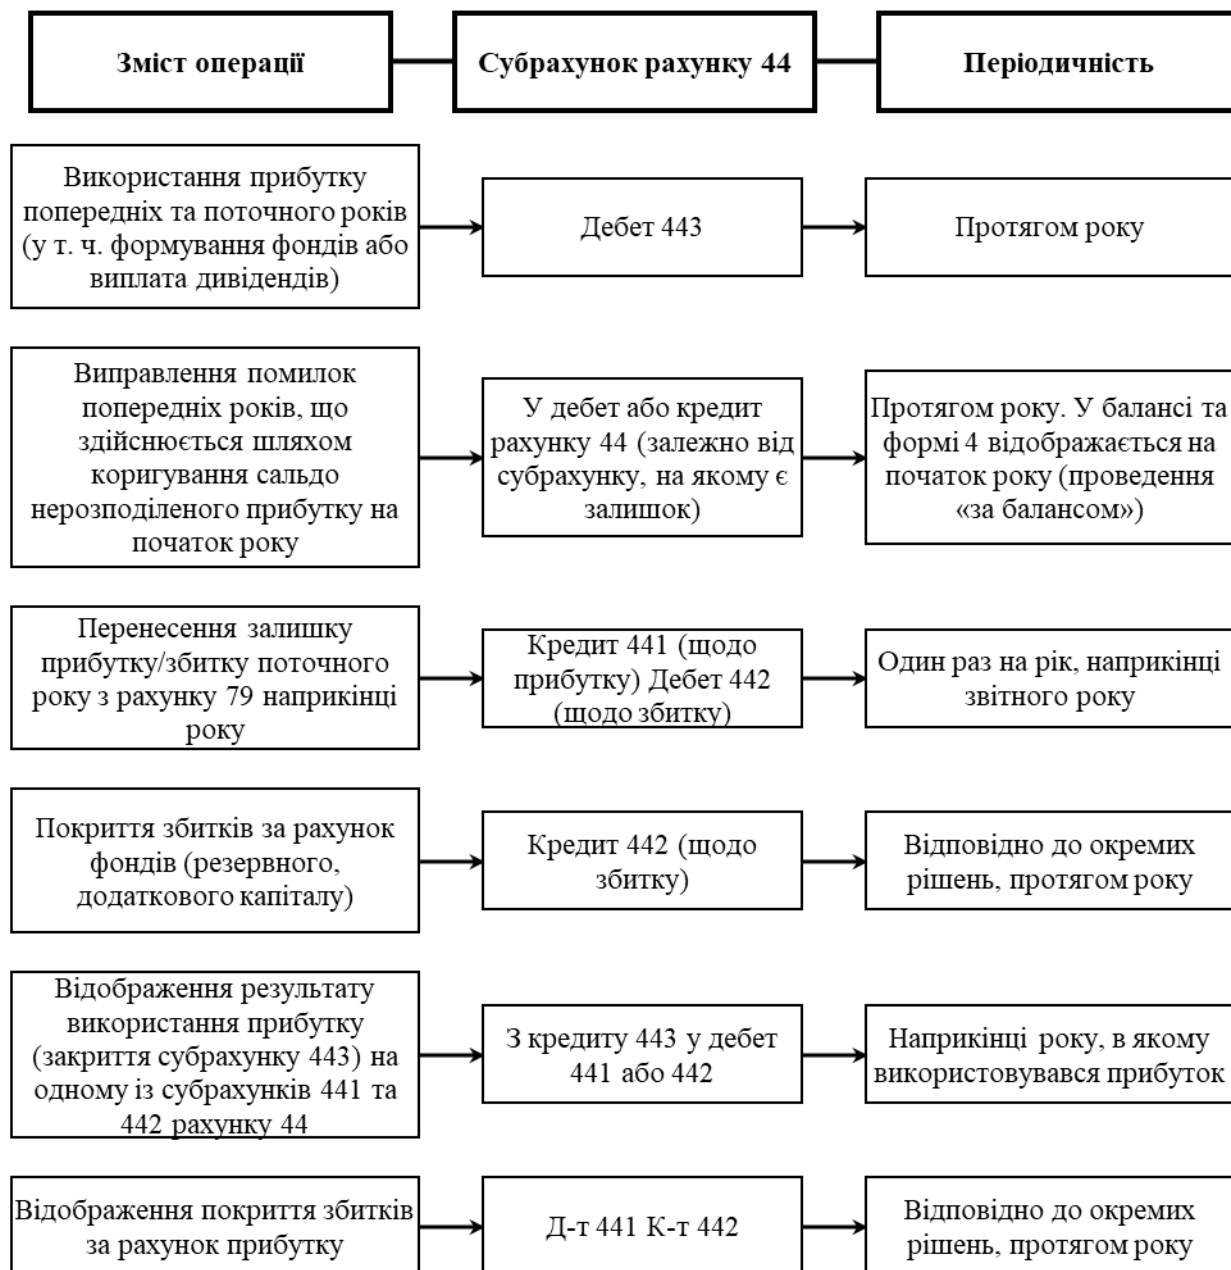 Зміст операції
Субрахунок рахунку 44
Періодичність
Використання прибутку
попередніх та поточного років
(у т. ч. формування фондів або
виплата дивідендів)
Дебет 443
Протягом року
Виправлення помилок
попередніх років, що
здійснюється шляхом
коригування сальдо
нерозподіленого прибутку на
початок року
У дебет або кредит
рахунку 44 (залежно від
субрахунку, на якому є
залишок)
Протягом року. У балансі та
формі 4 відображається на
початок року (проведення
«за балансом»)
Перенесення залишку
прибутку/збитку поточного
року з рахунку 79 наприкінці
року
Кредит 441 (щодо
прибутку) Дебет 442
(щодо збитку)
Один раз на рік, наприкінці
звітного року
Покриття збитків за рахунок
фондів (резервного,
додаткового капіталу)
Кредит 442 (щодо
збитку)
Відповідно до окремих
рішень, протягом року
Відображення результату
використання прибутку
(закриття субрахунку 443) на
одному із субрахунків 441 та
442 рахунку 44
З кредиту 443 у дебет
441 або 442
Наприкінці року, в якому
використовувався прибуток
Відображення покриття збитків
за рахунок прибутку
Д-т 441 К-т 442
Відповідно до окремих
рішень, протягом року